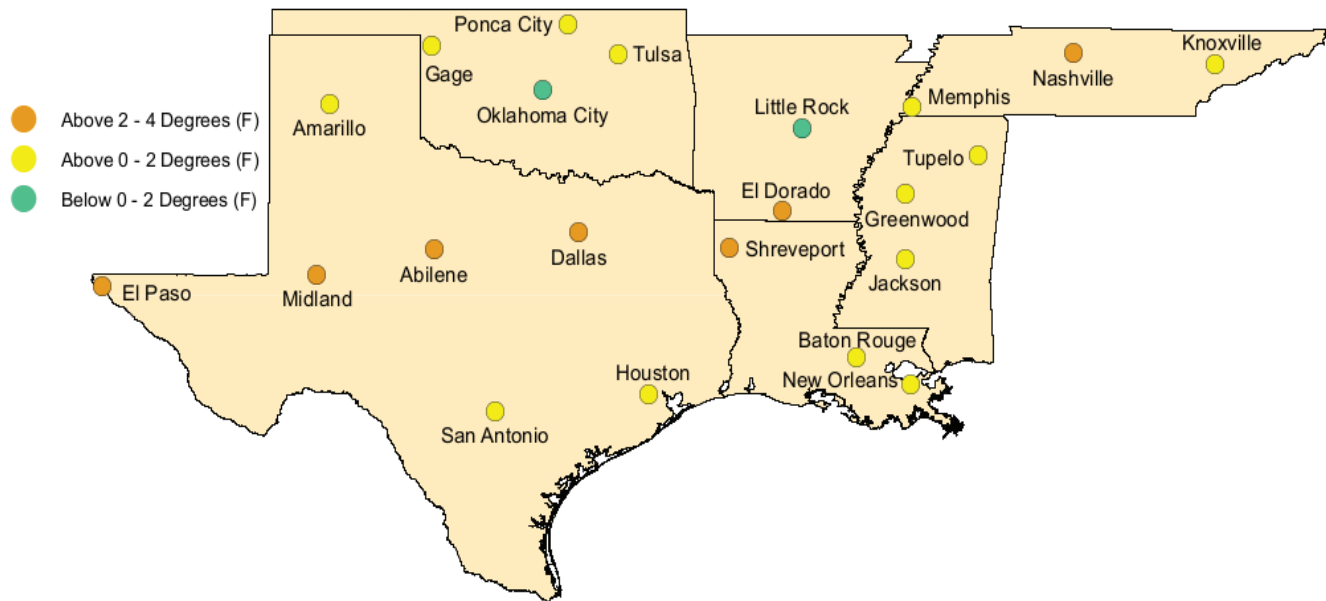 Ponca City
Knoxville
Gage
Tulsa
Nashville
Above 2 - 4 Degrees (F)
Amarillo
Oklahoma City
Little Rock
Memphis
Above 0 - 2 Degrees (F)
Tupelo
Below 0 - 2 Degrees (F)
El Dorado
Greenwood
Dallas
Shreveport
Abilene
Jackson
El Paso
Midland
Baton Rouge
Houston
New Orleans
San Antonio